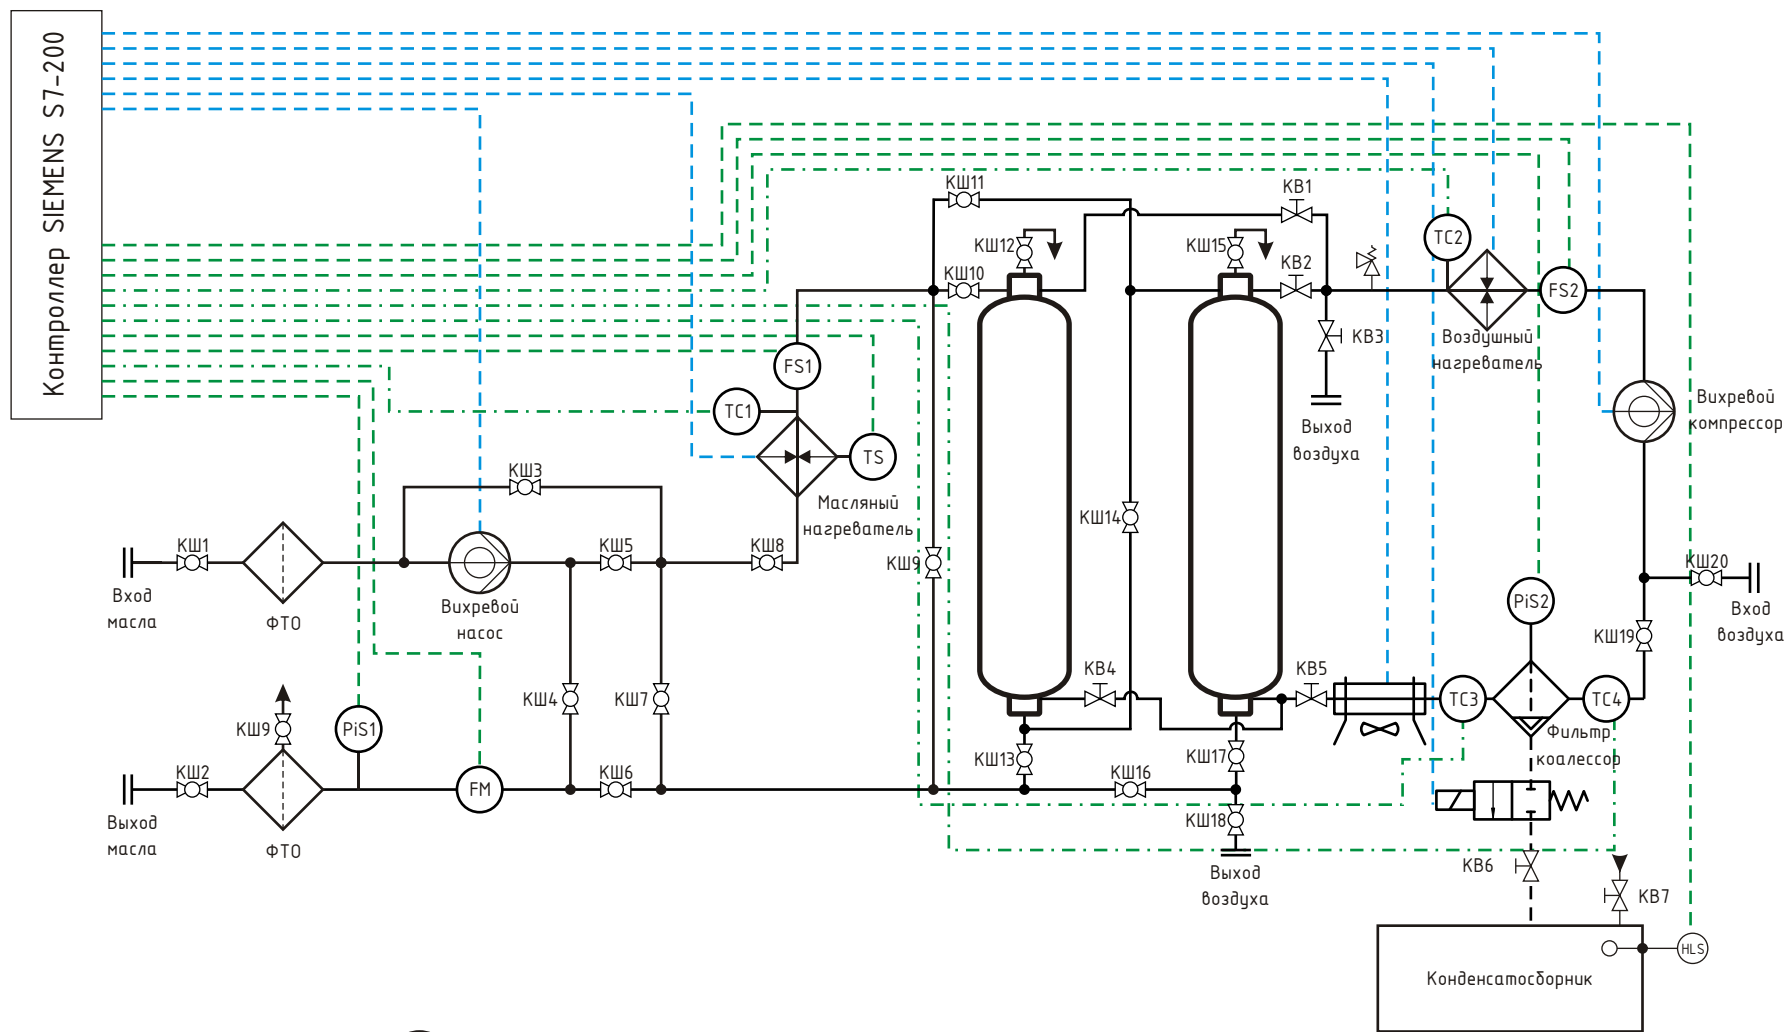 Контроллер SIEMENS S7-200
КШ11
КВ1
КШ12
КШ15
ТС2
КВ2
КШ10
FS2
КВ3
Воздушный
нагреватель
FS1
ТС1
Вихревой
компрессор
Выход
воздуха
TS
КШ3
Масляный
нагреватель
КШ14
КШ1
КШ5
КШ8
КШ9
КШ20
Вход
масла
ФТО
Вихревой
насос
PiS2
Вход
воздуха
КШ19
КВ4
КВ5
КШ4
КШ7
ТС3
ТС4
КШ9
PiS1
Фильтр
коалессор
КШ13
КШ17
КШ2
FM
КШ6
КШ16
КШ18
Выход
масла
ФТО
Выход
воздуха
КВ6
КВ7
HLS
Конденсатосборник